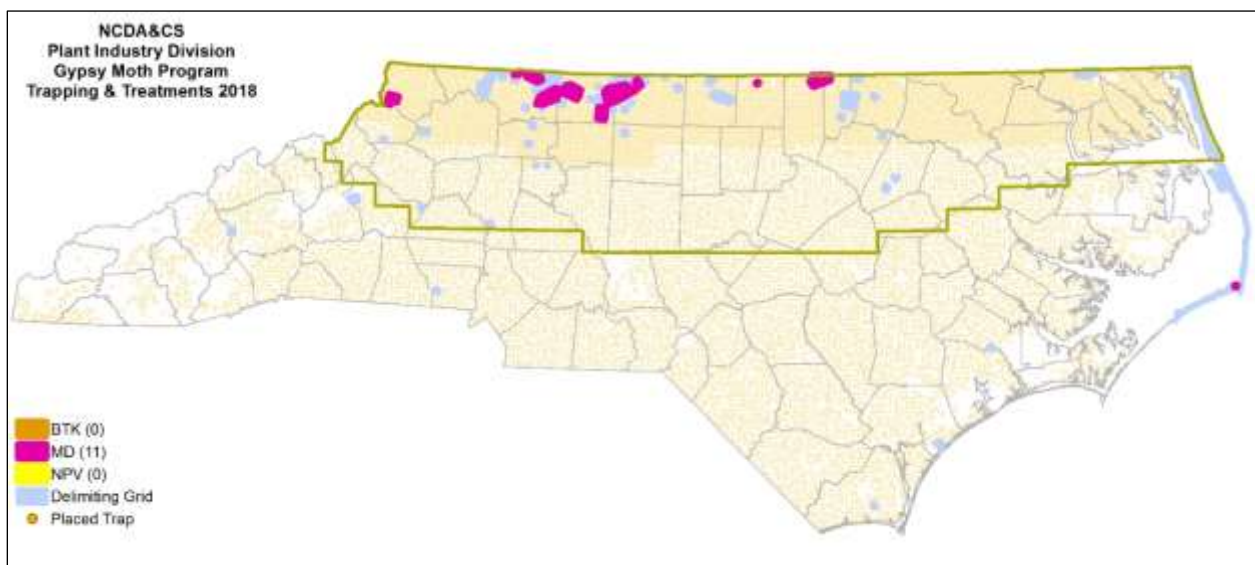 NCDA&CS
Plant Industry Division
Gypsy Moth Program
Trapping & Treatments 2018
BTK (0)
MD (11)
NPV (0)
Delimiting Grid
Placed Trap